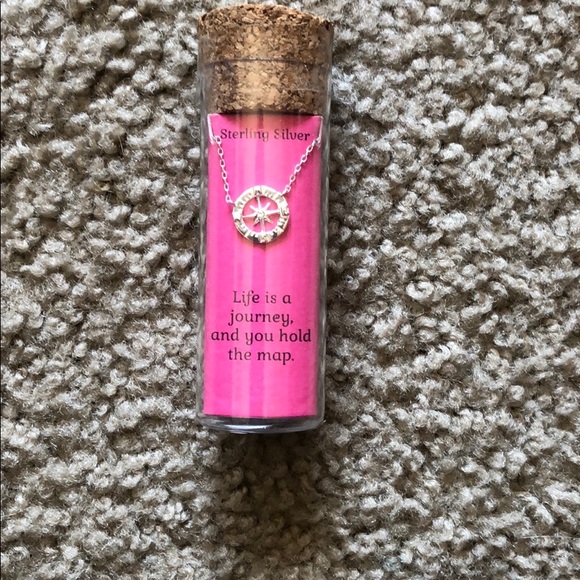 Sterling Silver
Life is a
journey,
and you hold
the map.